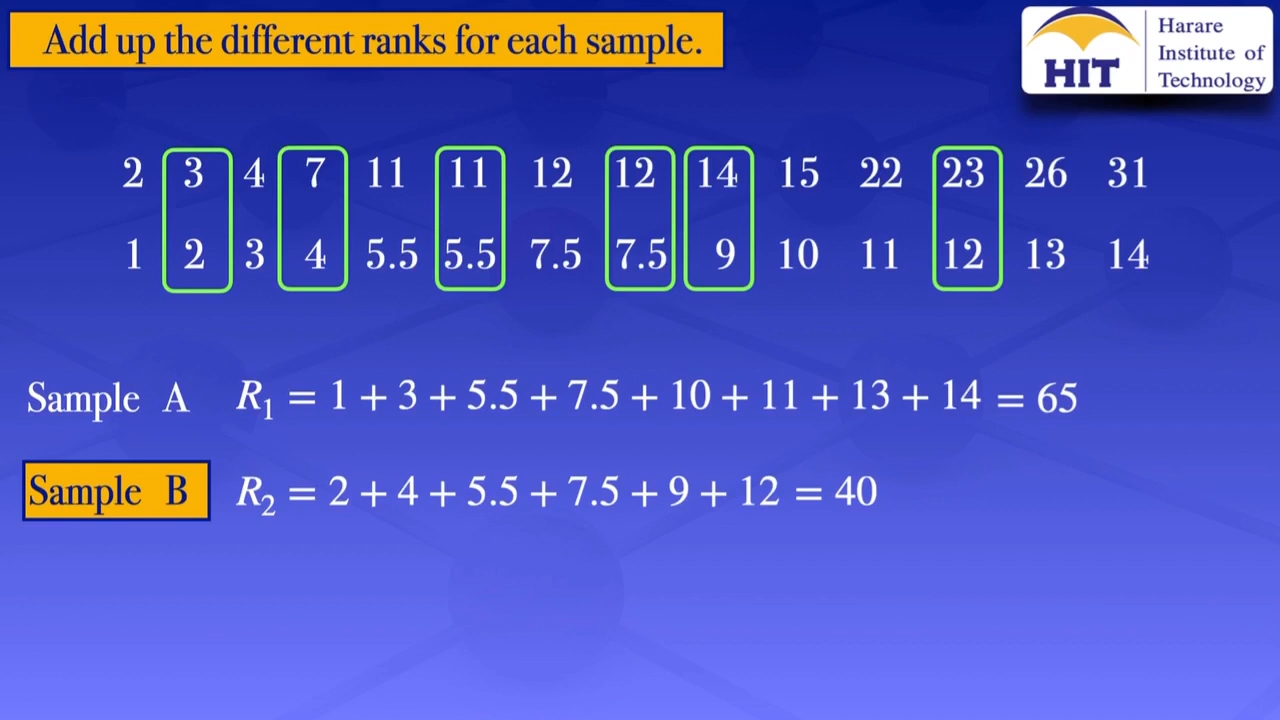 Add up the different ranks for each sample.
HIT
Harare
Institute of
Technology
2 3 4 7 11 11 12 12 14 15 22 23 26 31
1 2 3 4 5.5 5.5 7.5 7.5 9 10 11 12 13 14
Sample A R₁ = 1 + 3 + 5.5 + 7.5 + 10 + 11 + 13 + 14 = 65
Sample B R₂ = 2 + 4 + 5.5 + 7.5 + 9 + 12 = 40